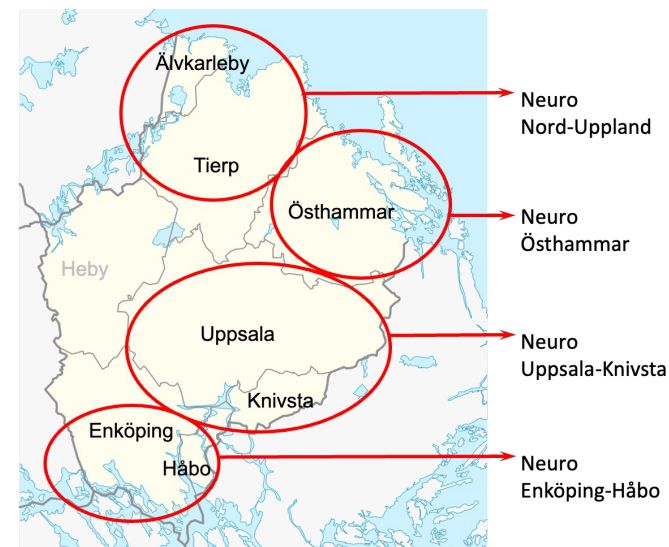 Älvkarleby
Neuro
Nord-Uppland
Tierp
Östhammar
Neuro
Östhammar
Heby
Uppsala
Neuro
Uppsala-Knivsta
Knivsta
Enköping
Håbo
Neuro
Enköping-Håbo